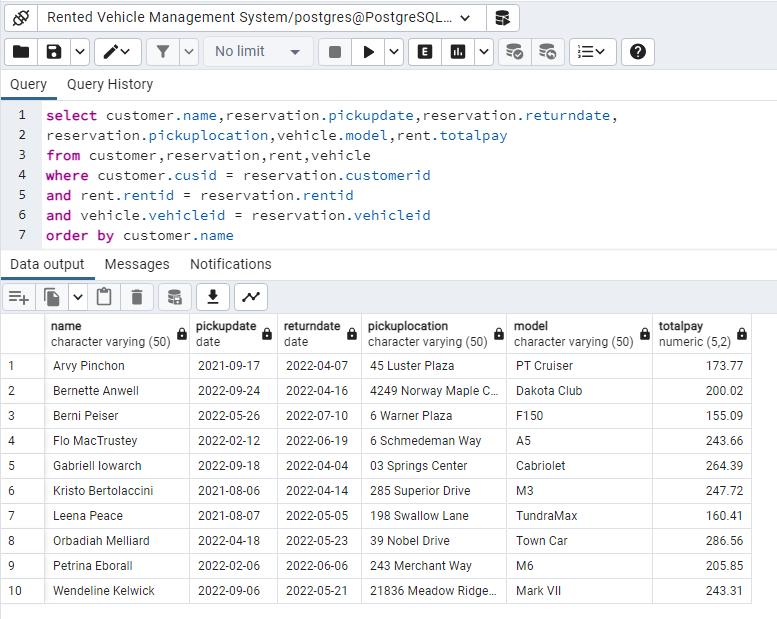 Rented Vehicle Management System/postgres@PostgreSQL...
No limit
E
Query Query History
1 select customer.name,reservation.pickupdate,reservation.returndate,
2 reservation.pickuplocation,vehicle.model,rent.totalpay
3 from customer,reservation,rent,vehicle
4 where customer.cusid = reservation.customerid
5 and rent.rentid = reservation.rentid
6 and vehicle.vehicleid = reservation.vehicleid
7 order by customer.name
Data output Messages Notifications
name pickupdate returndate pickuplocation model totalpay
character varying (50) date date character varying (50) character varying (50) numeric (5,2)
1 Arvy Pinchon 2021-09-17 2022-04-07 45 Luster Plaza PT Cruiser 173.77
2 Bernette Anwell 2022-09-24 2022-04-16 4249 Norway Maple C... Dakota Club 200.02
3 Berni Peiser 2022-05-26 2022-07-10 6 Warner Plaza F150 155.09
4 Flo MacTrustey 2022-02-12 2022-06-19 6 Schmedeman Way A5 243.66
5 Gabriell Iowarch 2022-09-18 2022-04-04 03 Springs Center Cabriolet 264.39
6 Kristo Bertolaccini 2021-08-06 2022-04-14 285 Superior Drive M3 247.72
7 Leena Peace 2021-08-07 2022-05-05 198 Swallow Lane TundraMax 160.41
8 Orbadiah Melliard 2022-04-18 2022-05-23 39 Nobel Drive Town Car 286.56
9 Petrina Eborall 2022-02-06 2022-06-06 243 Merchant Way M6 205.85
10 Wendeline Kelwick 2022-09-06 2022-05-21 21836 Meadow Ridge... Mark VII 243.31